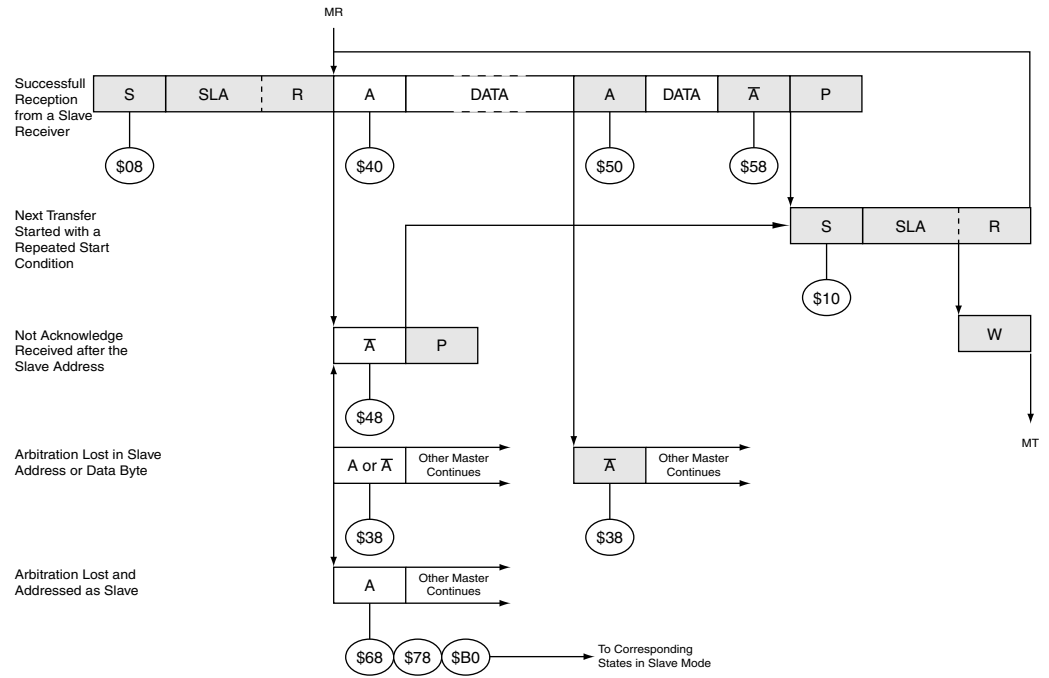 MR
Successfull
Reception
from a Slave
Receiver
S SLA R A DATA A DATA A̅ P
$08 $40 $50 $58
Next Transfer
Started with a
Repeated Start
Condition
S SLA R
$10
Not Acknowledge
Received after the
Slave Address
A̅ P
W
$48
MT
Arbitration Lost in Slave
Address or Data Byte
A or A̅
Other Master
Continues
A̅
Other Master
Continues
$38 $38
Arbitration Lost and
Addressed as Slave
A
Other Master
Continues
$68 $78 $B0
To Corresponding
States in Slave Mode